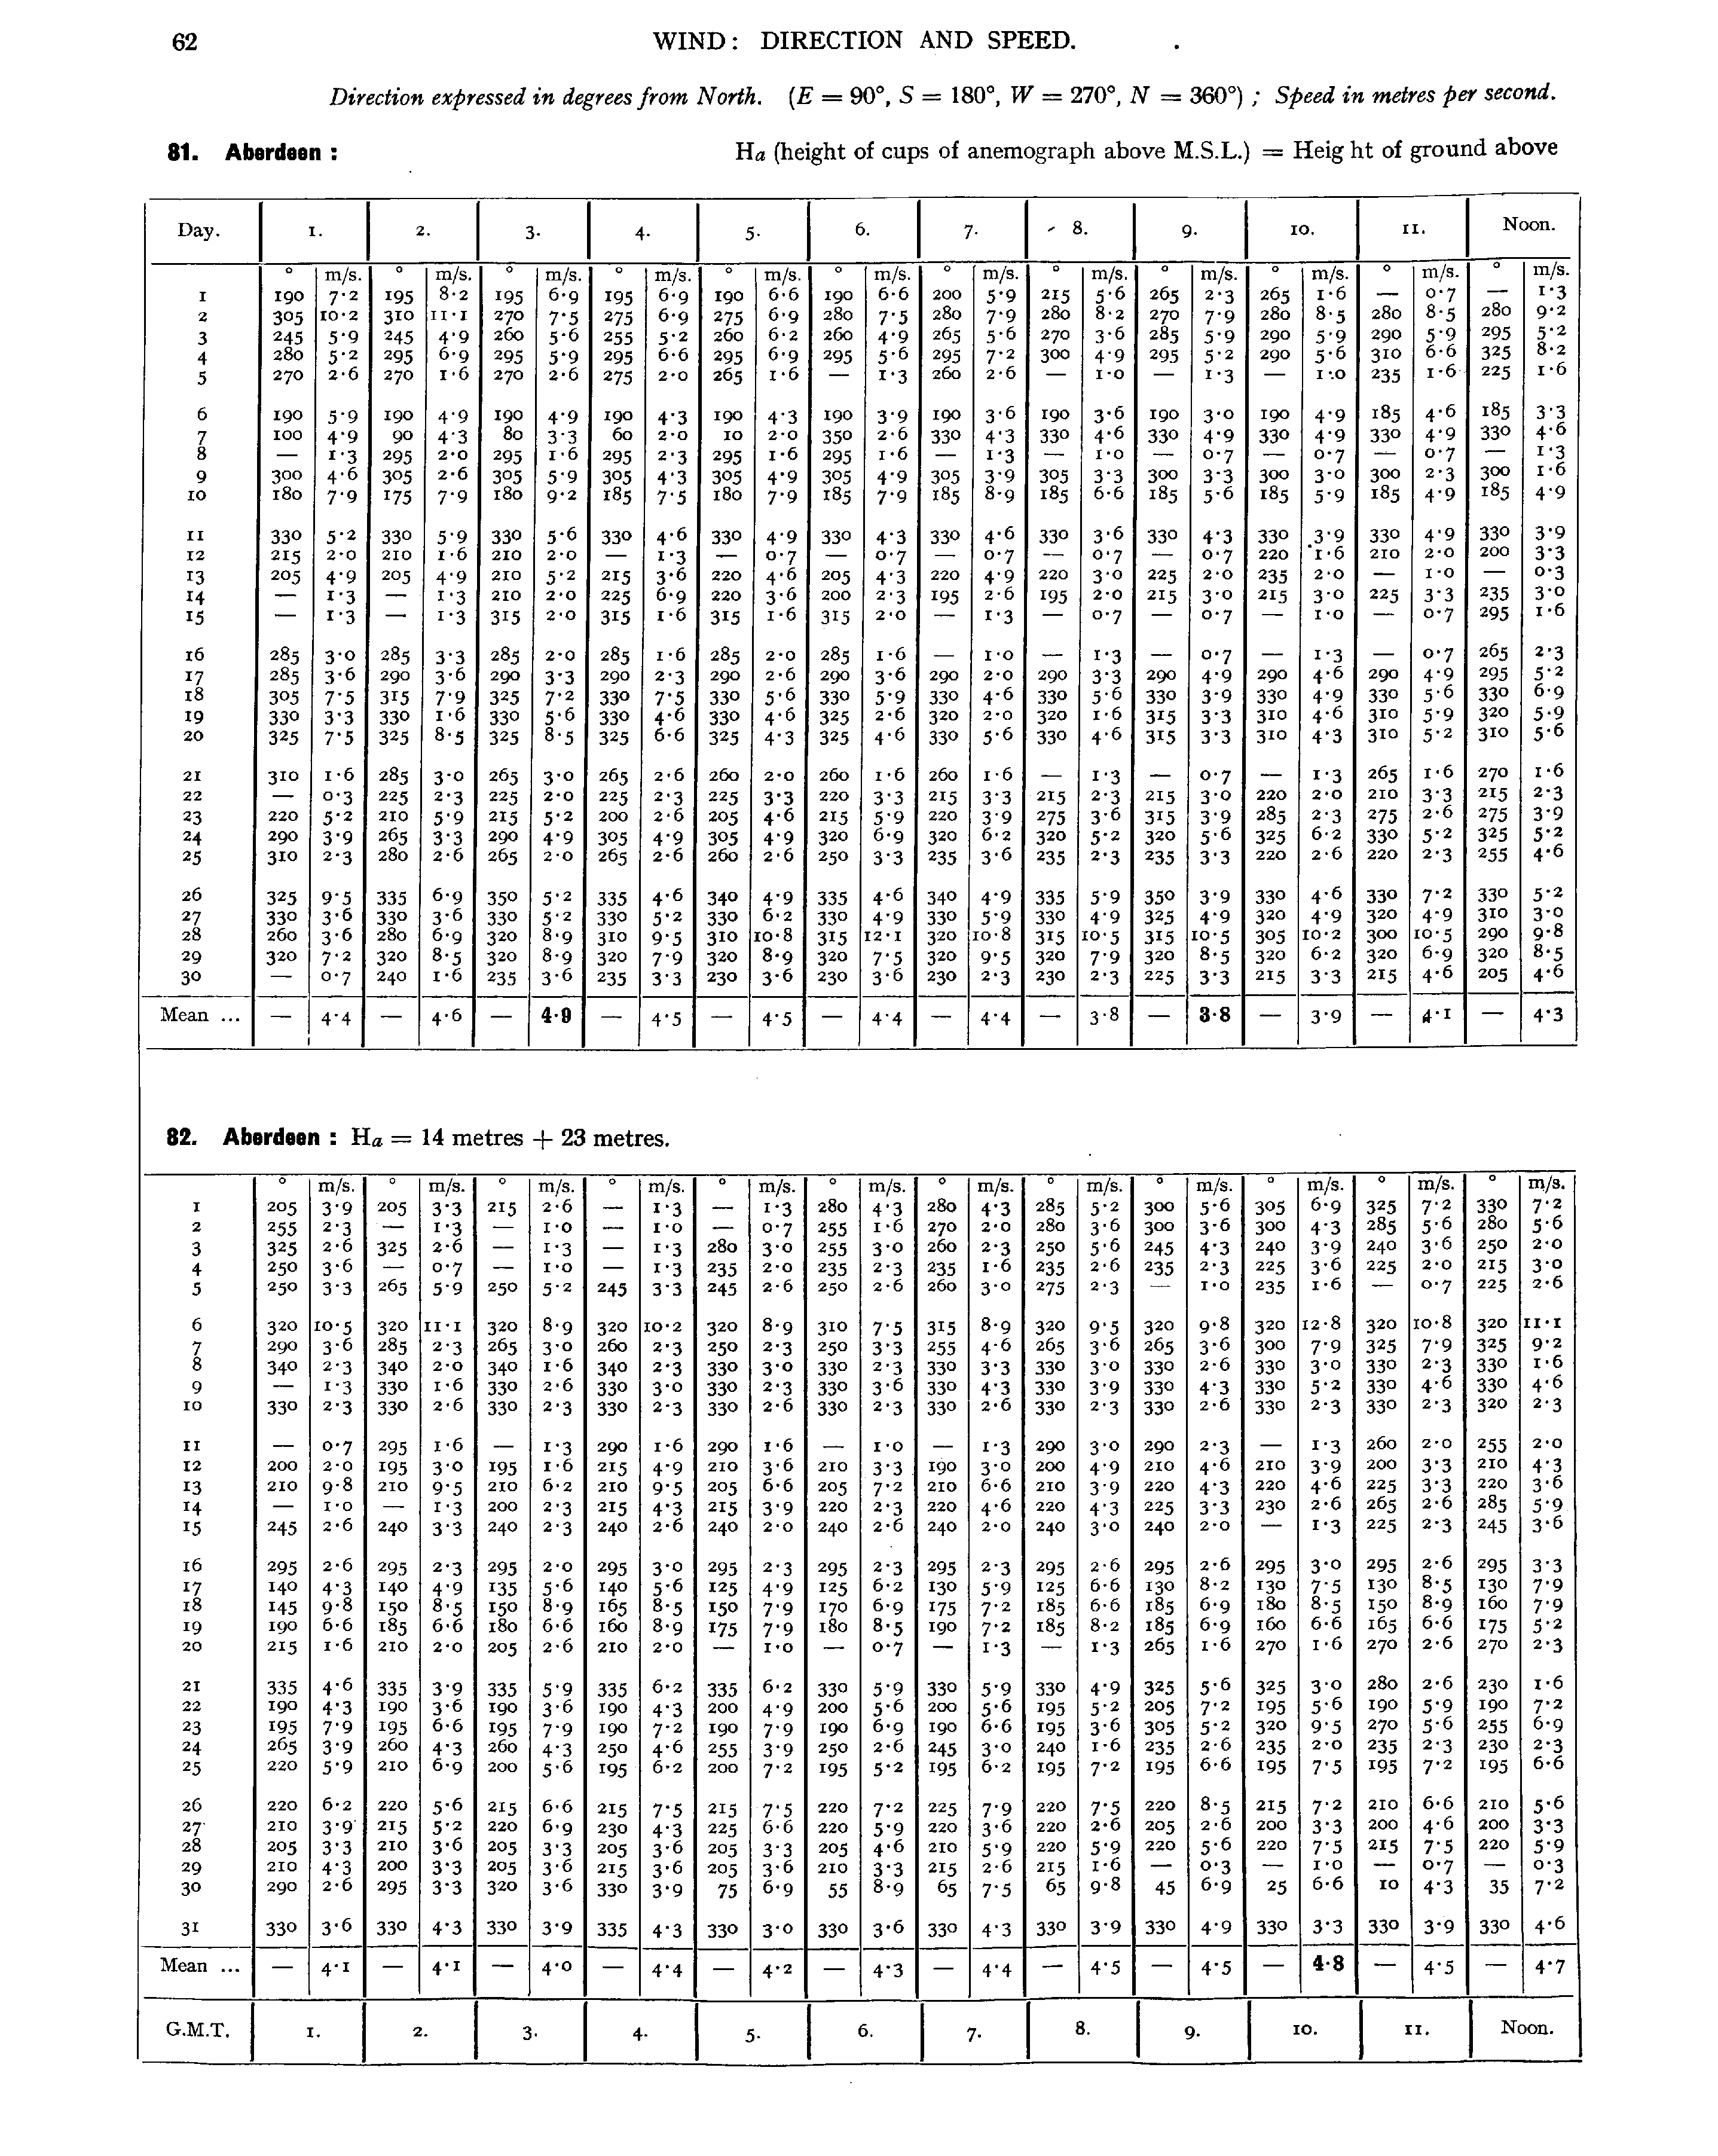 62
WIND: DIRECTION AND SPEED.
Direction expressed in degrees from North. (E = 90°, S = 180°, W = 270°, N = 360°) ; Speed in metres per second.
81. Aberdeen : Ha (height of cups of anemograph above M.S.L.) = Heig ht of ground above
Day. 1. 2. 3. 4. 5. 6. 7. 8. 9. 10. 11. Noon.
° m/s. ° m/s. ° m/s. ° m/s. ° m/s. ° m/s. ° m/s. ° m/s. ° m/s. ° m/s. ° m/s. ° m/s.
1 190 7·2 195 8·2 195 6·9 195 6·9 190 6·6 190 6·6 200 5·9 215 5·6 265 2·3 265 1·6 — 0·7 — 1·3
2 305 10·2 310 11·1 270 7·5 275 6·9 275 6·9 280 7·5 280 7·9 280 8·2 270 7·9 280 8·5 280 8·5 280 9·2
3 245 5·9 245 4·9 260 5·6 255 5·2 260 6·2 260 4·9 265 5·6 270 3·6 285 5·9 290 5·9 290 5·9 295 5·2
4 280 5·2 295 6·9 295 5·9 295 6·6 295 6·9 295 5·6 295 7·2 300 4·9 295 5·2 290 5·6 310 6·6 325 8·2
5 270 2·6 270 1·6 270 2·6 275 2·0 265 1·6 — 1·3 260 2·6 — 1·0 — 1·3 — 1·0 235 1·6 225 1·6
6 190 5·9 190 4·9 190 4·9 190 4·3 190 4·3 190 3·9 190 3·6 190 3·6 190 3·0 190 4·9 185 4·6 185 3·3
7 100 4·9 90 4·3 80 3·3 60 2·0 10 2·0 350 2·6 330 4·3 330 4·6 330 4·9 330 4·9 330 4·9 330 4·6
8 — 1·3 295 2·0 295 1·6 295 2·3 295 1·6 295 1·6 — 1·3 — 1·0 — 0·7 — 0·7 — 0·7 — 1·3
9 300 4·6 305 2·6 305 5·9 305 4·3 305 4·9 305 4·9 305 3·9 305 3·3 300 3·3 300 3·0 300 2·3 300 1·6
10 180 7·9 175 7·9 180 9·2 185 7·5 180 7·9 185 7·9 185 8·9 185 6·6 185 5·6 185 5·9 185 4·9 185 4·9
11 330 5·2 330 5·9 330 5·6 330 4·6 330 4·9 330 4·3 330 4·6 330 3·6 330 4·3 330 3·9 330 4·9 330 3·9
12 215 2·0 210 1·6 210 2·0 — 1·3 — 0·7 — 0·7 — 0·7 — 0·7 — 0·7 220 1·6 210 2·0 200 3·3
13 205 4·9 205 4·9 210 5·2 215 3·6 220 4·6 205 4·3 220 4·9 220 3·0 225 2·0 235 2·0 — 1·0 — 0·3
14 — 1·3 — 1·3 210 2·0 225 6·9 220 3·6 200 2·3 195 2·6 195 2·0 215 3·0 215 3·0 225 3·3 235 3·0
15 — 1·3 — 1·3 315 2·0 315 1·6 315 1·6 315 2·0 — 1·3 — 0·7 — 0·7 — 1·0 — 0·7 295 1·6
16 285 3·0 285 3·3 285 2·0 285 1·6 285 2·0 285 1·6 — 1·0 — 1·3 — 0·7 — 1·3 — 0·7 265 2·3
17 285 3·6 290 3·6 290 3·3 290 2·3 290 2·6 290 3·6 290 2·0 290 3·3 290 4·9 290 4·6 290 4·9 295 5·2
18 305 7·5 315 7·9 325 7·2 330 7·5 330 5·6 330 5·9 330 4·6 330 5·6 330 3·9 330 4·9 330 5·6 330 6·9
19 330 3·3 330 1·6 330 5·6 330 4·6 330 4·6 325 2·6 320 2·0 320 1·6 315 3·3 310 4·6 310 5·9 320 5·9
20 325 7·5 325 8·5 325 8·5 325 6·6 325 4·3 325 4·6 330 5·6 330 4·6 315 3·3 310 4·3 310 5·2 310 5·6
21 310 1·6 285 3·0 265 3·0 265 2·6 260 2·0 260 1·6 260 1·6 — 1·3 — 0·7 — 1·3 265 1·6 270 1·6
22 — 0·3 225 2·3 225 2·0 225 2·3 225 3·3 220 3·3 215 3·3 215 2·3 215 3·0 220 2·0 210 3·3 215 2·3
23 220 5·2 210 5·9 215 5·2 200 2·6 205 4·6 215 5·9 220 3·9 275 3·6 315 3·9 285 2·3 275 2·6 275 3·9
24 290 3·9 265 3·3 290 4·9 305 4·9 305 4·9 320 6·9 320 6·2 320 5·2 320 5·6 325 6·2 330 5·2 325 5·2
25 310 2·3 280 2·6 265 2·0 265 2·6 260 2·6 250 3·3 235 3·6 235 2·3 235 3·3 220 2·6 220 2·3 255 4·6
26 325 9·5 335 6·9 350 5·2 335 4·6 340 4·9 335 4·6 340 4·9 335 5·9 350 3·9 330 4·6 330 7·2 330 5·2
27 330 3·6 330 3·6 330 5·2 330 5·2 330 6·2 330 4·9 330 5·9 330 4·9 325 4·9 320 4·9 320 4·9 310 3·0
28 260 3·6 280 6·9 320 8·9 310 9·5 310 10·8 315 12·1 320 10·8 315 10·5 315 10·5 305 10·2 300 10·5 290 9·8
29 320 7·2 320 8·5 320 8·9 320 7·9 320 8·9 320 7·5 320 9·5 320 7·9 320 8·5 320 6·2 320 6·9 320 8·5
30 — 0·7 240 1·6 235 3·6 235 3·3 230 3·6 230 3·6 230 2·3 230 2·3 225 3·3 215 3·3 215 4·6 205 4·6
Mean ... — 4·4 — 4·6 — 4·9 — 4·5 — 4·5 — 4·4 — 4·4 — 3·8 — 3·8 — 3·9 — 4·1 — 4·3
82. Aberdeen : Ha = 14 metres + 23 metres.
° m/s. ° m/s. ° m/s. ° m/s. ° m/s. ° m/s. ° m/s. ° m/s. ° m/s. ° m/s. ° m/s. ° m/s.
1 205 3·9 205 3·3 215 2·6 — 1·3 — 1·3 280 4·3 280 4·3 285 5·2 300 5·6 305 6·9 325 7·2 330 7·2
2 255 2·3 — 1·3 — 1·0 — 1·0 — 0·7 255 1·6 270 2·0 280 3·6 300 3·6 300 4·3 285 5·6 280 5·6
3 325 2·6 325 2·6 — 1·3 — 1·3 280 3·0 255 3·0 260 2·3 250 5·6 245 4·3 240 3·9 240 3·6 250 2·0
4 250 3·6 — 0·7 — 1·0 — 1·3 235 2·0 235 2·3 235 1·6 235 2·6 235 2·3 225 3·6 225 2·0 215 3·0
5 250 3·3 265 5·9 250 5·2 245 3·3 245 2·6 250 2·6 260 3·0 275 2·3 — 1·0 235 1·6 — 0·7 225 2·6
6 320 10·5 320 11·1 320 8·9 320 10·2 320 8·9 310 7·5 315 8·9 320 9·5 320 9·8 320 12·8 320 10·8 320 11·1
7 290 3·6 285 2·3 265 3·0 260 2·3 250 2·3 250 3·3 255 4·6 265 3·6 265 3·6 300 7·9 325 7·9 325 9·2
8 340 2·3 340 2·0 340 1·6 340 2·3 330 3·0 330 2·3 330 3·3 330 3·0 330 2·6 330 3·0 330 2·3 330 1·6
9 — 1·3 330 1·6 330 2·6 330 3·0 330 2·3 330 3·6 330 4·3 330 3·9 330 4·3 330 5·2 330 4·6 330 4·6
10 330 2·3 330 2·6 330 2·3 330 2·3 330 2·6 330 2·3 330 2·6 330 2·3 330 2·6 330 2·3 330 2·3 320 2·3
11 — 0·7 295 1·6 — 1·3 290 1·6 290 1·6 — 1·0 — 1·3 290 3·0 290 2·3 — 1·3 260 2·0 255 2·0
12 200 2·0 195 3·0 195 1·6 215 4·9 210 3·6 210 3·3 190 3·0 200 4·9 210 4·6 210 3·9 200 3·3 210 4·3
13 210 9·8 210 9·5 210 6·2 210 9·5 205 6·6 205 7·2 210 6·6 210 3·9 220 4·3 220 4·6 225 3·3 220 3·6
14 — 1·0 — 1·3 200 2·3 215 4·3 215 3·9 220 2·3 220 4·6 220 4·3 225 3·3 230 2·6 265 2·6 285 5·9
15 245 2·6 240 3·3 240 2·3 240 2·6 240 2·0 240 2·6 240 2·0 240 3·0 240 2·0 — 1·3 225 2·3 245 3·6
16 295 2·6 295 2·3 295 2·0 295 3·0 295 2·3 295 2·3 295 2·3 295 2·6 295 2·6 295 3·0 295 2·6 295 3·3
17 140 4·3 140 4·9 135 5·6 140 5·6 125 4·9 125 6·2 130 5·9 125 6·6 130 8·2 130 7·5 130 8·5 130 7·9
18 145 9·8 150 8·5 150 8·9 165 8·5 150 7·9 170 6·9 175 7·2 185 6·6 185 6·9 180 8·5 150 8·9 160 7·9
19 190 6·6 185 6·6 180 6·6 160 8·9 175 7·9 180 8·5 190 7·2 185 8·2 185 6·9 160 6·6 165 6·6 175 5·2
20 215 1·6 210 2·0 205 2·6 210 2·0 — 1·0 — 0·7 — 1·3 — 1·3 265 1·6 270 1·6 270 2·6 270 2·3
21 335 4·6 335 3·9 335 5·9 335 6·2 335 6·2 330 5·9 330 5·9 330 4·9 325 5·6 325 3·0 280 2·6 230 1·6
22 190 4·3 190 3·6 190 3·6 190 4·3 200 4·9 200 5·6 200 5·6 195 5·2 205 7·2 195 5·6 190 5·9 190 7·2
23 195 7·9 195 6·6 195 7·9 190 7·2 190 7·9 190 6·9 190 6·6 195 3·6 305 5·2 320 9·5 270 5·6 255 6·9
24 265 3·9 260 4·3 260 4·3 250 4·6 255 3·9 250 2·6 245 3·0 240 1·6 235 2·6 235 2·0 235 2·3 230 2·3
25 220 5·9 210 6·9 200 5·6 195 6·2 200 7·2 195 5·2 195 6·2 195 7·2 195 6·6 195 7·5 195 7·2 195 6·6
26 220 6·2 220 5·6 215 6·6 215 7·5 215 7·5 220 7·2 225 7·9 220 7·5 220 8·5 215 7·2 210 6·6 210 5·6
27 210 3·9 215 5·2 220 6·9 230 4·3 225 6·6 220 5·9 220 3·6 220 2·6 205 2·6 200 3·3 200 4·6 200 3·3
28 205 3·3 210 3·6 205 3·3 205 3·6 205 3·3 205 4·6 210 5·9 220 5·9 220 5·6 220 7·5 215 7·5 220 5·9
29 210 4·3 200 3·3 205 3·6 215 3·6 205 3·6 210 3·3 215 2·6 215 1·6 — 0·3 — 1·0 — 0·7 — 0·3
30 290 2·6 295 3·3 320 3·6 330 3·9 75 6·9 55 8·9 65 7·5 65 9·8 45 6·9 25 6·6 10 4·3 35 7·2
31 330 3·6 330 4·3 330 3·9 335 4·3 330 3·0 330 3·6 330 4·3 330 3·9 330 4·9 330 3·3 330 3·9 330 4·6
Mean ... — 4·1 — 4·1 — 4·0 — 4·4 — 4·2 — 4·3 — 4·4 — 4·5 — 4·5 — 4·8 — 4·5 — 4·7
G.M.T. 1. 2. 3. 4. 5. 6. 7. 8. 9. 10. 11. Noon.